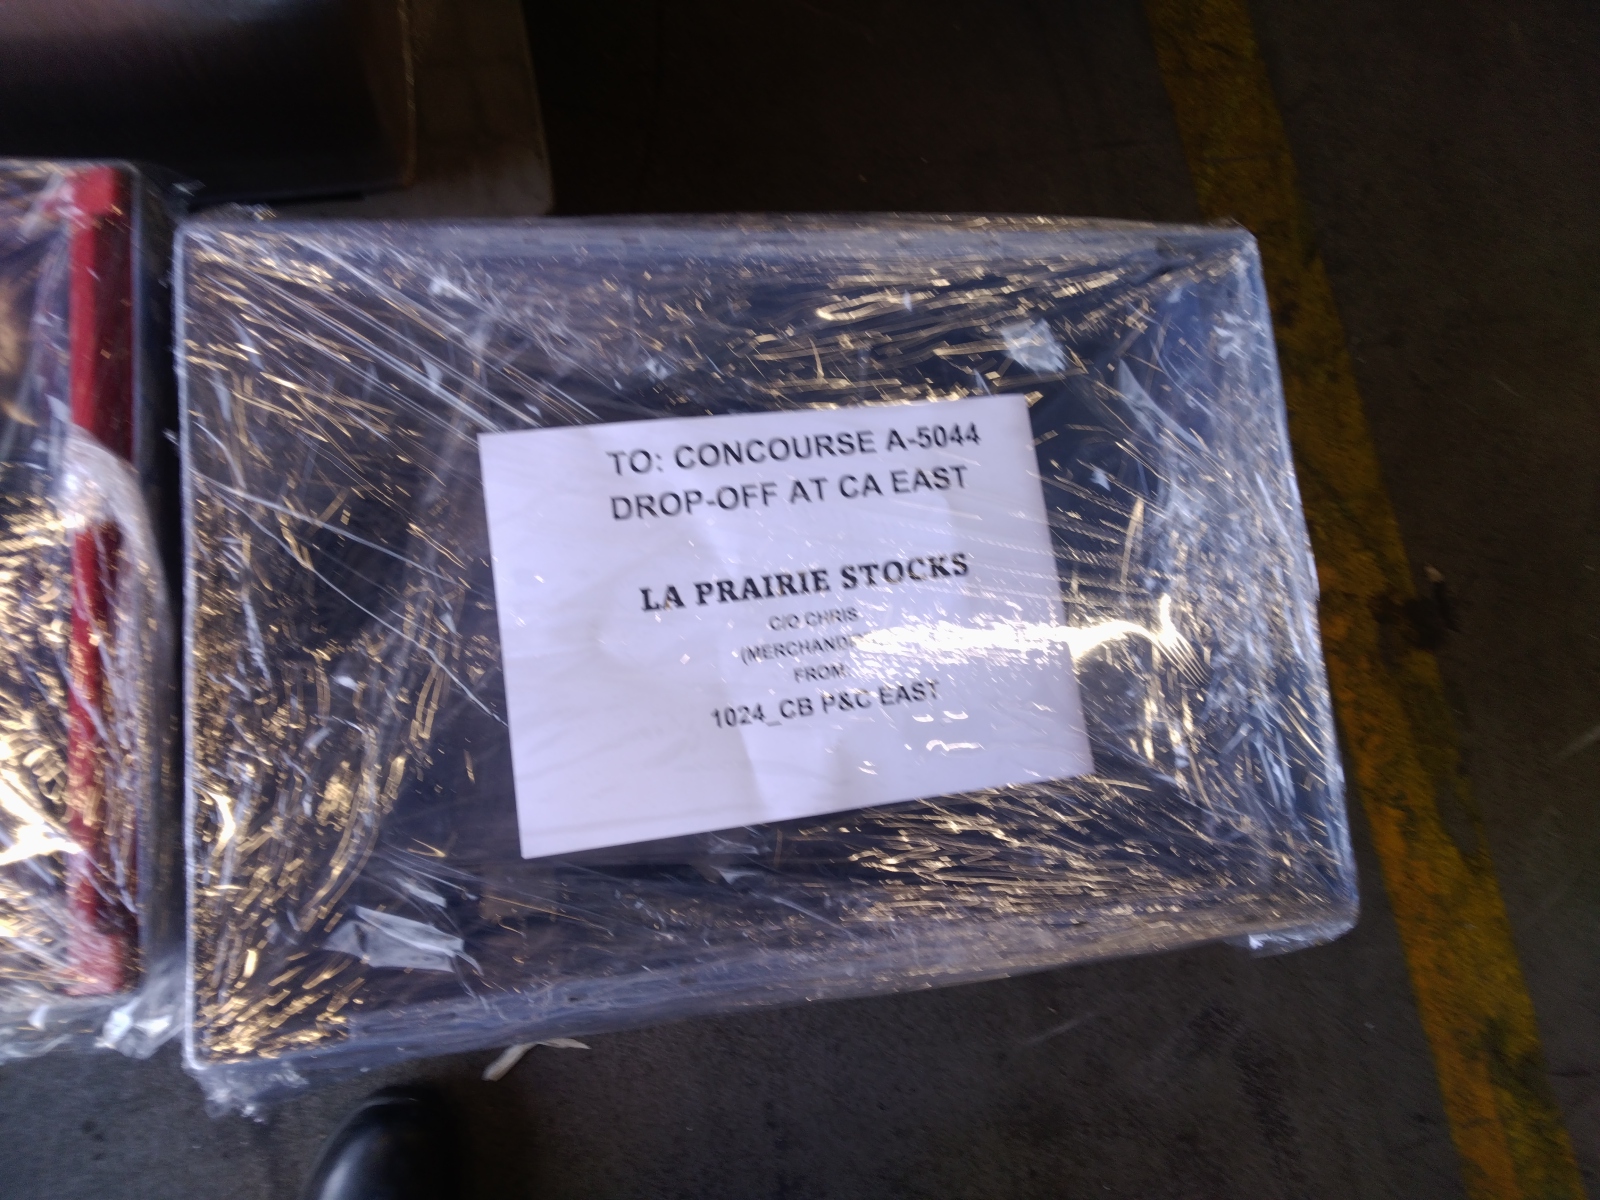 TO: CONCOURSE A-5044
DROP-OFF AT CA EAST
LA PRAIRIE STOCKS
C/O CHRIS
FROM:
1024_CB P&C EAST